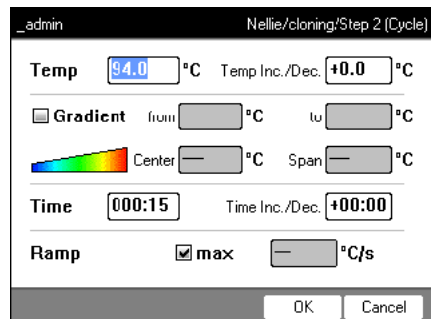 _admin Nellie/cloning/Step 2 (Cycle)
Temp 94.0 °C Temp Inc./Dec. +0.0 °C
Gradient from °C to °C
Center — °C Span — °C
Time 000:15 Time Inc./Dec. +00:00
Ramp max — °C/s
OK Cancel